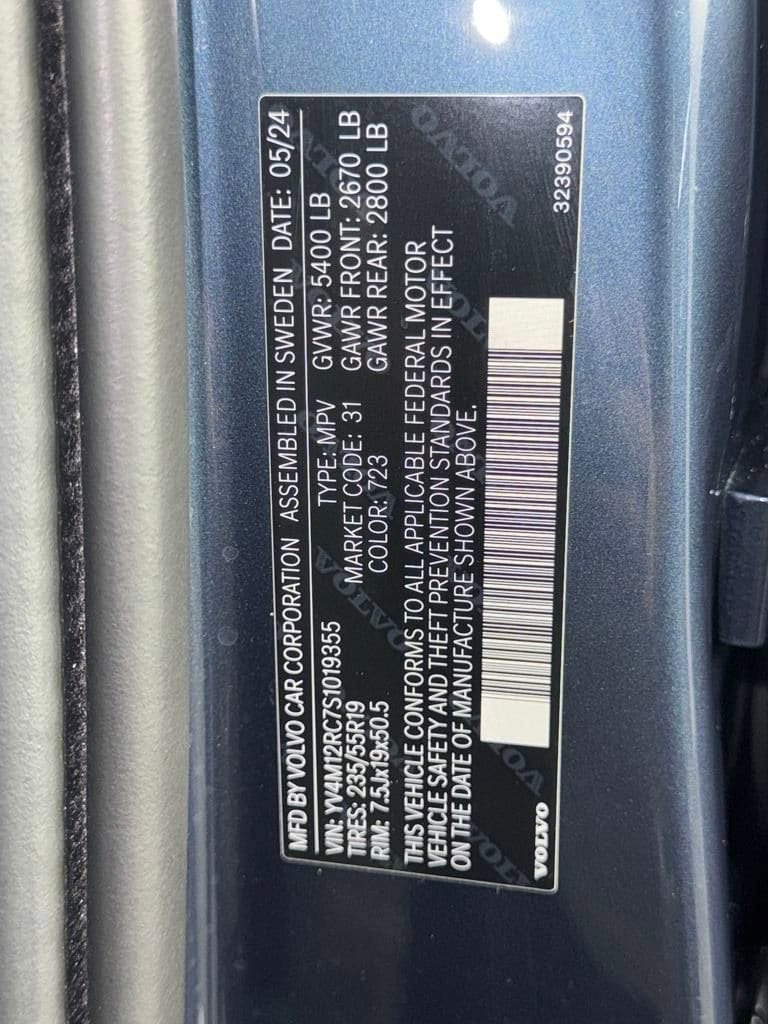 MFD BY VOLVO CAR CORPORATION ASSEMBLED IN SWEDEN DATE: 05/24
VIN: YV4M12RC7S1019355 TYPE: MPV GVWR: 5400 LB
TIRES: 235/55R19 MARKET CODE: 31 GAWR FRONT: 2670 LB
RIM: 7.5Jx19x50.5 COLOR: 723 GAWR REAR: 2800 LB
THIS VEHICLE CONFORMS TO ALL APPLICABLE FEDERAL MOTOR
VEHICLE SAFETY AND THEFT PREVENTION STANDARDS IN EFFECT
ON THE DATE OF MANUFACTURE SHOWN ABOVE.
VOLVO 32390594